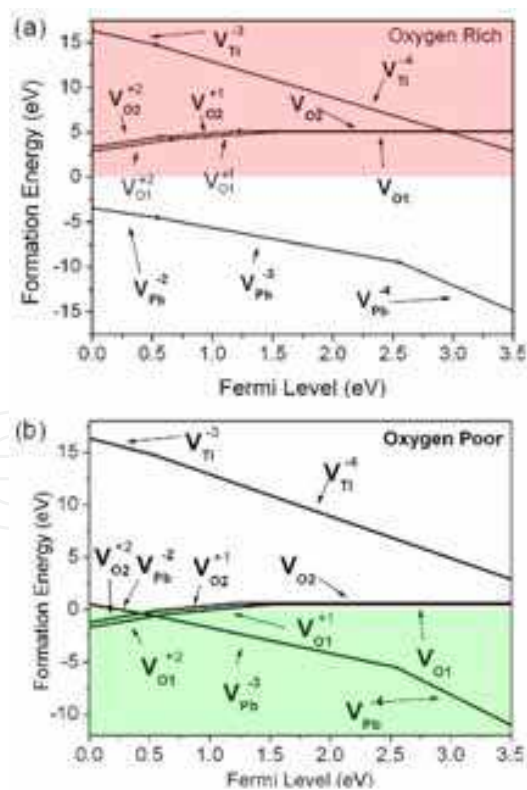 (a)
Oxygen Rich
V_Ti^-3
V_Ti^-4
V_O2^+2
V_O2^+1
V_O2
V_O1^+2
V_O1^+1
V_O1
V_Pb^-2
V_Pb^-3
V_Pb^-4
15
10
5
0
-5
-10
-15
Formation Energy (eV)
0.0 0.5 1.0 1.5 2.0 2.5 3.0 3.5
Fermi Level (eV)
(b)
Oxygen Poor
V_Ti^-3
V_Ti^-4
V_O2^+2
V_Pb^-2
V_O2^+1
V_O2
V_O1^+2
V_O1^+1
V_O1
V_Pb^-3
V_Pb^-4
15
10
5
0
-5
-10
Formation Energy (eV)
0.0 0.5 1.0 1.5 2.0 2.5 3.0 3.5
Fermi Level (eV)